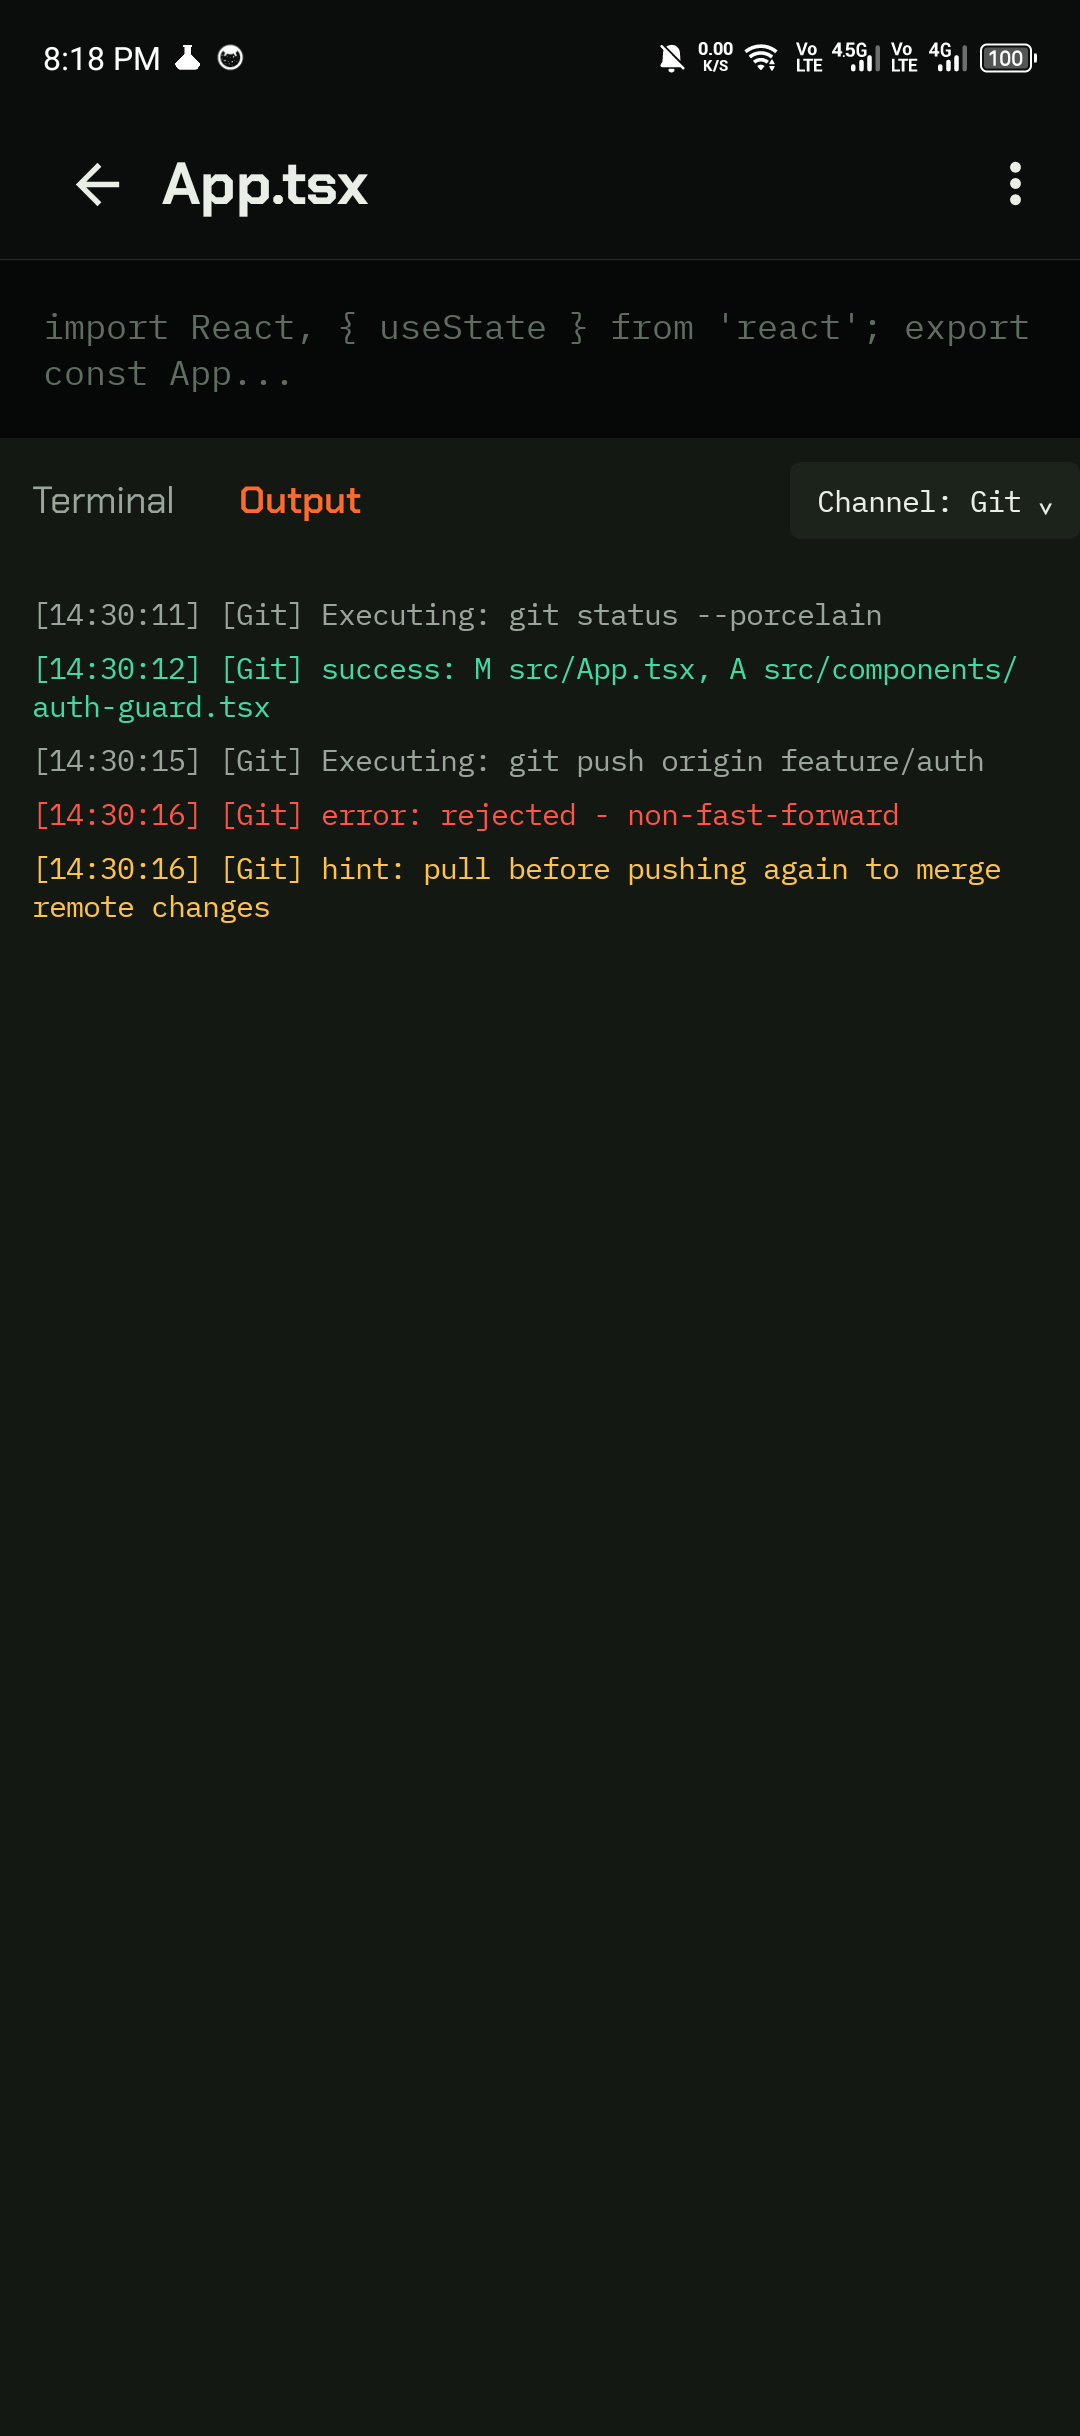 8:18 PM
0.00
K/S
Vo
LTE
4.5G
Vo
LTE
4G
100
App.tsx
import React, { useState } from 'react'; export
const App...
Terminal
Output
Channel: Git
[14:30:11] [Git] Executing: git status --porcelain
[14:30:12] [Git] success: M src/App.tsx, A src/components/
auth-guard.tsx
[14:30:15] [Git] Executing: git push origin feature/auth
[14:30:16] [Git] error: rejected - non-fast-forward
[14:30:16] [Git] hint: pull before pushing again to merge
remote changes